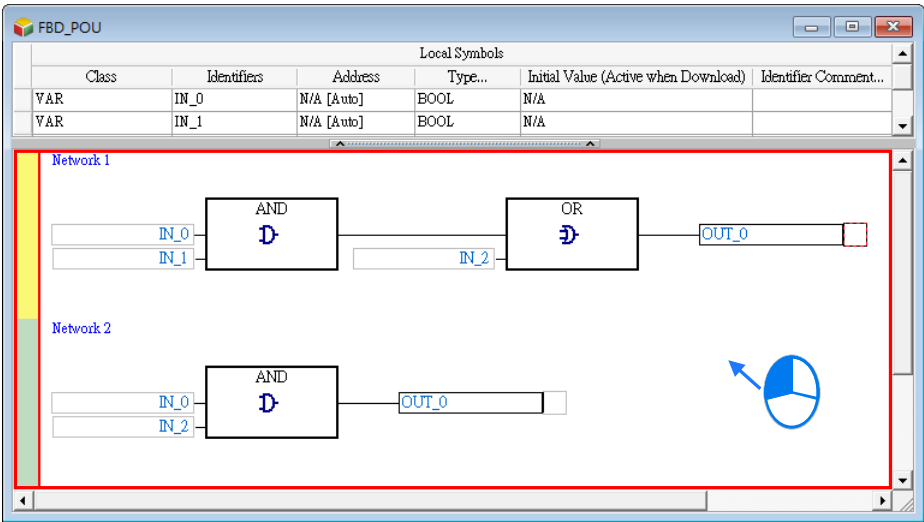 FBD_POU
Local Symbols
Class Identifiers Address Type... Initial Value (Active when Download) Identifier Comment...
VAR IN_0 N/A [Auto] BOOL N/A
VAR IN_1 N/A [Auto] BOOL N/A
Network 1
AND OR
IN_0 OUT_0
IN_1 IN_2
Network 2
AND
IN_0 OUT_0
IN_2